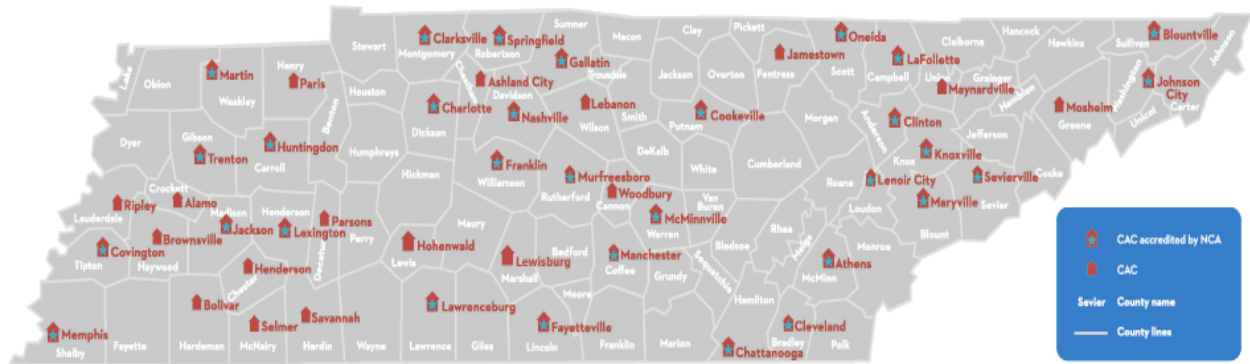 Lake
Obion
Henry
Stewart
Montgomery
Robertson
Sumner
Macon
Clay
Pickett
Clarksville
Springfield
Gallatin
Trousdale
Jackson
Overton
Fentress
Jamestown
Oneida
Scott
Campbell
LaFollette
Claiborne
Hancock
Hawkins
Sullivan
Blountville
Johnson
Martin
Weakley
Paris
Benton
Houston
Cheatham
Ashland City
Davidson
Lebanon
Wilson
Smith
Cookeville
Putnam
Morgan
Anderson
Clinton
Union
Maynardville
Grainger
Hamblen
Mosheim
Greene
Washington
Johnson City
Carter
Unicoi
Dyer
Gibson
Trenton
Huntingdon
Carroll
Humphreys
Charlotte
Dickson
Nashville
Hickman
Franklin
Williamson
Murfreesboro
Rutherford
DeKalb
White
Cumberland
Roane
Knox
Knoxville
Jefferson
Lenoir City
Sevierville
Cocke
Crockett
Alamo
Ripley
Lauderdale
Madison
Jackson
Henderson
Lexington
Parsons
Decatur
Perry
Maury
Woodbury
Cannon
McMinnville
Warren
Van
Buren
Bledsoe
Rhea
Meigs
Loudon
Maryville
Sevier
Blount
Monroe
Covington
Tipton
Brownsville
Haywood
Henderson
Chester
Hohenwald
Lewis
Lewisburg
Marshall
Bedford
Manchester
Coffee
Grundy
Sequatchie
Athens
McMinn
Memphis
Shelby
Fayette
Bolivar
Hardeman
Selmer
McNairy
Savannah
Hardin
Wayne
Lawrenceburg
Lawrence
Giles
Moore
Fayetteville
Lincoln
Franklin
Marion
Hamilton
Chattanooga
Cleveland
Bradley
Polk
CAC accredited by NCA
CAC
Sevier County name
County lines